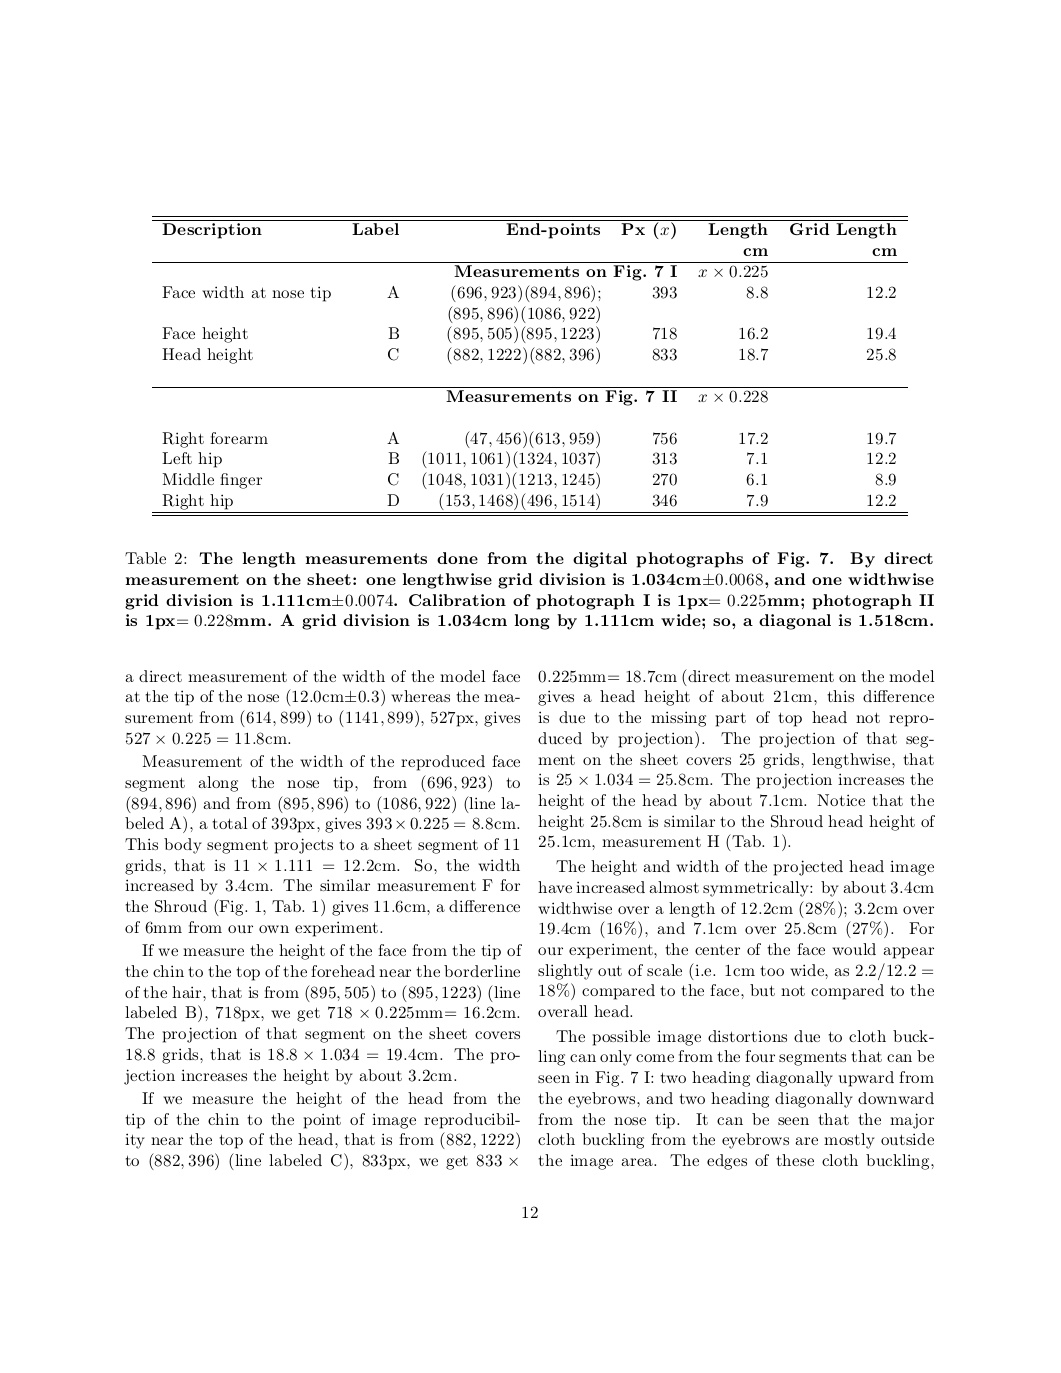 Description Label End-points Px (x) Length Grid Length
cm cm
Measurements on Fig. 7 I x × 0.225
Face width at nose tip A (696, 923)(894, 896); 393 8.8 12.2
(895, 896)(1086, 922)
Face height B (895, 505)(895, 1223) 718 16.2 19.4
Head height C (882, 1222)(882, 396) 833 18.7 25.8
Measurements on Fig. 7 II x × 0.228
Right forearm A (47, 456)(613, 959) 756 17.2 19.7
Left hip B (1011, 1061)(1324, 1037) 313 7.1 12.2
Middle finger C (1048, 1031)(1213, 1245) 270 6.1 8.9
Right hip D (153, 1468)(496, 1514) 346 7.9 12.2
Table 2: The length measurements done from the digital photographs of Fig. 7. By direct
measurement on the sheet: one lengthwise grid division is 1.034cm±0.0068, and one widthwise
grid division is 1.111cm±0.0074. Calibration of photograph I is 1px= 0.225mm; photograph II
is 1px= 0.228mm. A grid division is 1.034cm long by 1.111cm wide; so, a diagonal is 1.518cm.
a direct measurement of the width of the model face
at the tip of the nose (12.0cm±0.3) whereas the mea-
surement from (614, 899) to (1141, 899), 527px, gives
527 × 0.225 = 11.8cm.
Measurement of the width of the reproduced face
segment along the nose tip, from (696, 923) to
(894, 896) and from (895, 896) to (1086, 922) (line la-
beled A), a total of 393px, gives 393 × 0.225 = 8.8cm.
This body segment projects to a sheet segment of 11
grids, that is 11 × 1.111 = 12.2cm. So, the width
increased by 3.4cm. The similar measurement F for
the Shroud (Fig. 1, Tab. 1) gives 11.6cm, a difference
of 6mm from our own experiment.
If we measure the height of the face from the tip of
the chin to the top of the forehead near the borderline
of the hair, that is from (895, 505) to (895, 1223) (line
labeled B), 718px, we get 718 × 0.225mm= 16.2cm.
The projection of that segment on the sheet covers
18.8 grids, that is 18.8 × 1.034 = 19.4cm. The pro-
jection increases the height by about 3.2cm.
If we measure the height of the head from the
tip of the chin to the point of image reproducibil-
ity near the top of the head, that is from (882, 1222)
to (882, 396) (line labeled C), 833px, we get 833 ×
0.225mm= 18.7cm (direct measurement on the model
gives a head height of about 21cm, this difference
is due to the missing part of top head not repro-
duced by projection). The projection of that seg-
ment on the sheet covers 25 grids, lengthwise, that
is 25 × 1.034 = 25.8cm. The projection increases the
height of the head by about 7.1cm. Notice that the
height 25.8cm is similar to the Shroud head height of
25.1cm, measurement H (Tab. 1).
The height and width of the projected head image
have increased almost symmetrically: by about 3.4cm
widthwise over a length of 12.2cm (28%); 3.2cm over
19.4cm (16%), and 7.1cm over 25.8cm (27%). For
our experiment, the center of the face would appear
slightly out of scale (i.e. 1cm too wide, as 2.2/12.2 =
18%) compared to the face, but not compared to the
overall head.
The possible image distortions due to cloth buck-
ling can only come from the four segments that can be
seen in Fig. 7 I: two heading diagonally upward from
the eyebrows, and two heading diagonally downward
from the nose tip. It can be seen that the major
cloth buckling from the eyebrows are mostly outside
the image area. The edges of these cloth buckling,
12